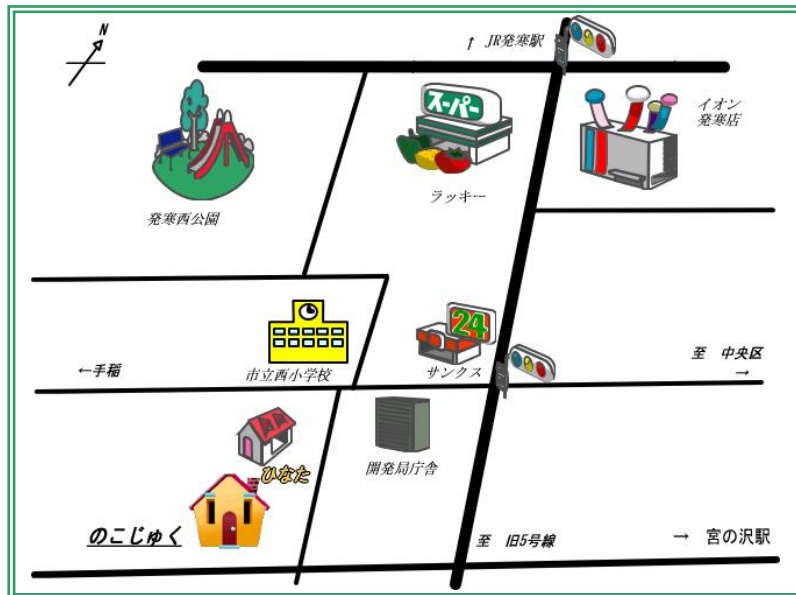 N
↑ JR発寒駅
スーパー
イオン
発寒店
ラッキー
発寒西公園
24
至 中央区
→
←手稲
市立西小学校
サンクス
ひなた
開発局庁舎
のこじゅく
至 旧5号線
→ 宮の沢駅